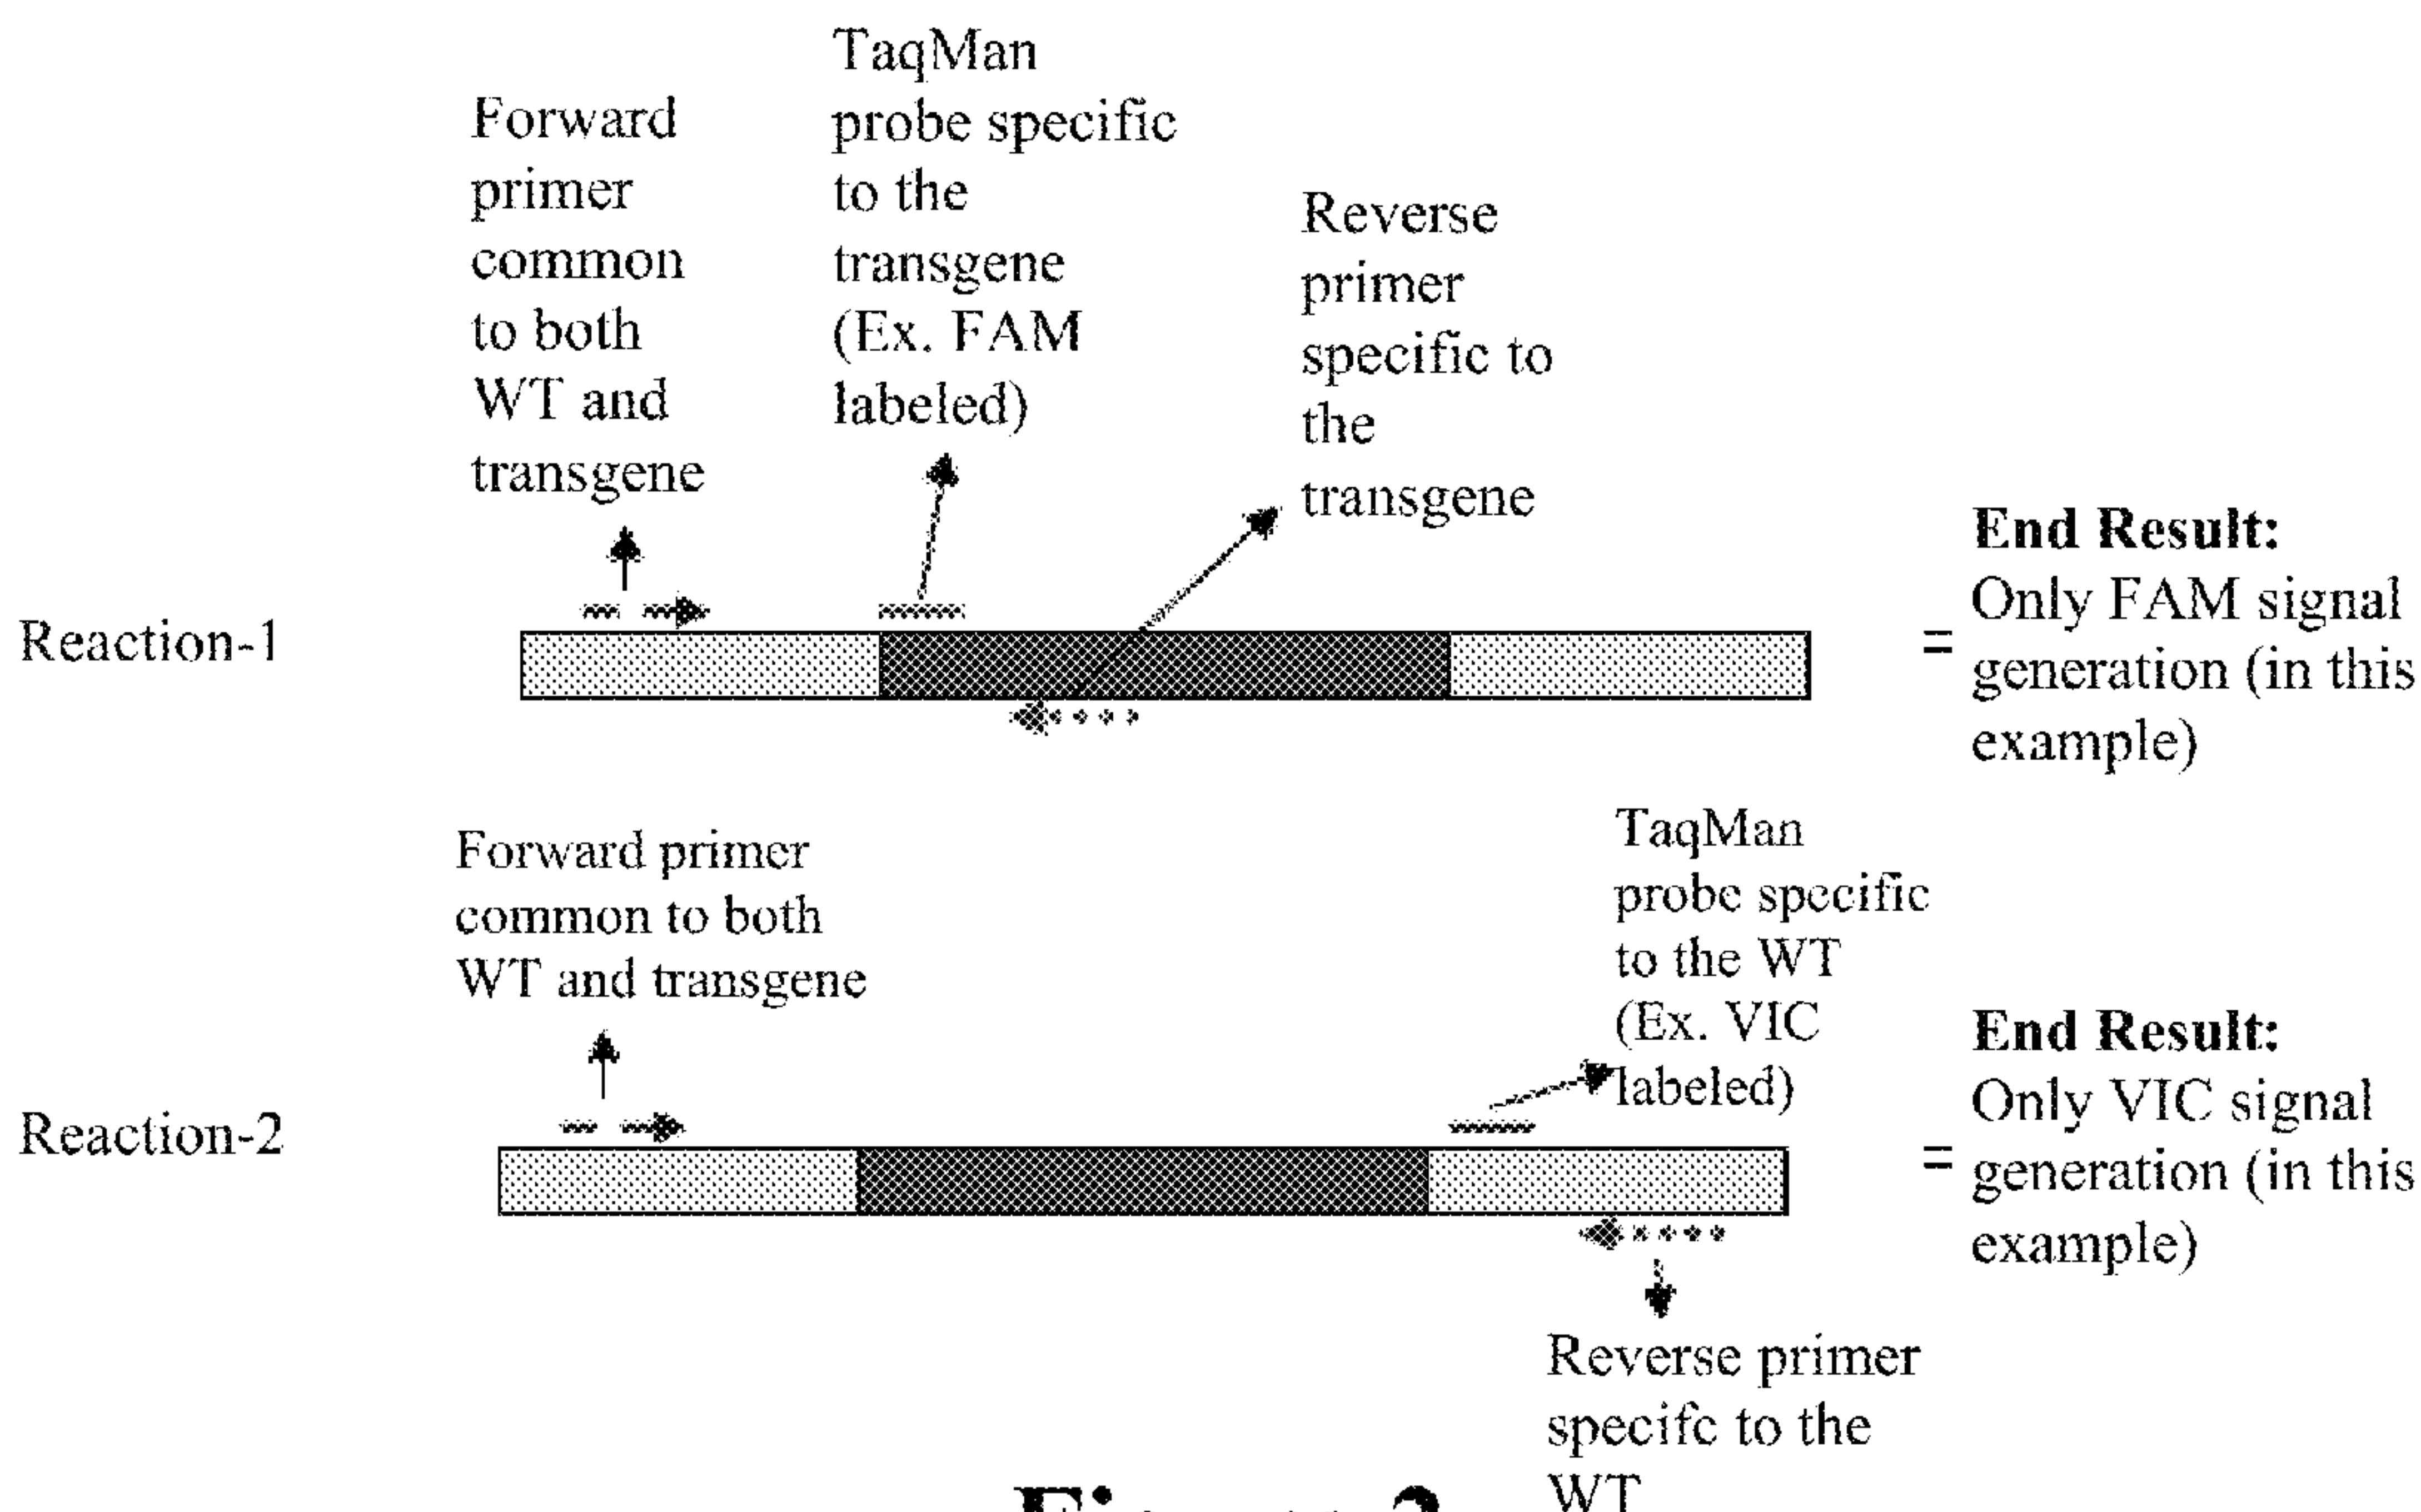 Forward
primer
common
to both
WT and
transgene
TaqMan
probe specific
to the
transgene
(Ex. FAM
labeled)
Reverse
primer
specific to
the
transgene
Reaction-1
=
End Result:
Only FAM signal
generation (in this
example)
Forward primer
common to both
WT and transgene
TaqMan
probe specific
to the WT
(Ex. VIC
labeled)
Reaction-2
=
End Result:
Only VIC signal
generation (in this
example)
Reverse primer
specifc to the
WT